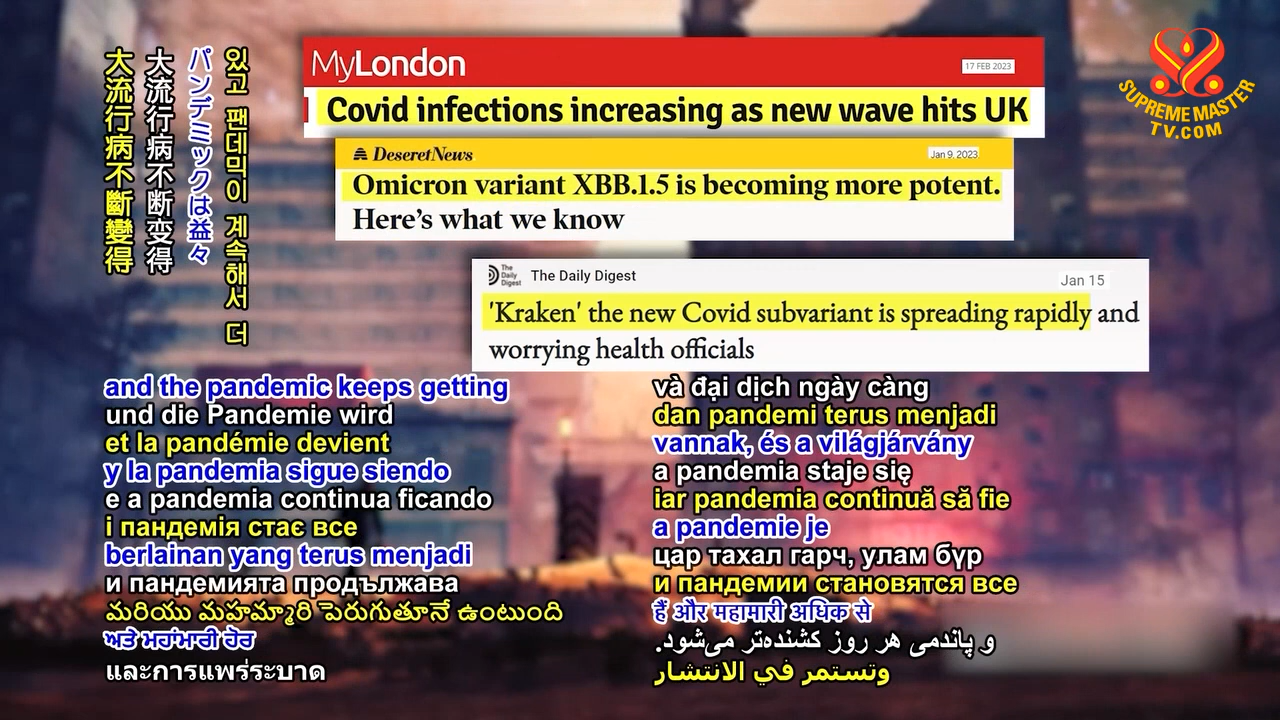 大流行病不斷變得
大流行病不断变得
パンデミックは益々
있고 팬데믹이 계속해서 더
MyLondon
17 FEB 2023
Covid infections increasing as new wave hits UK
Deseret News
Jan 9, 2023
Omicron variant XBB.1.5 is becoming more potent.
Here's what we know
The Daily Digest
The Daily Digest
Jan 15
'Kraken' the new Covid subvariant is spreading rapidly and
worrying health officials
SUPREME MASTER
TV.COM
and the pandemic keeps getting
und die Pandemie wird
et la pandémie devient
y la pandemia sigue siendo
e a pandemia continua ficando
і пандемія стає все
berlainan yang terus menjadi
и пандемията продължава
మరియు మహమ్మారి పెరుగుతూనే ఉంటుంది
ਅਤੇ ਮਹਾਂਮਾਰੀ ਹੋਰ
และการแพร่ระบาด
và đại dịch ngày càng
dan pandemi terus menjadi
vannak, és a világjárvány
a pandemia staje się
iar pandemia continuă să fie
a pandemie je
цар тахал гарч, улам бүр
и пандемии становятся все
हैं और महामारी अधिक से
و پاندمی هر روز کشنده‌تر می‌شود.
وتستمر في الانتشار